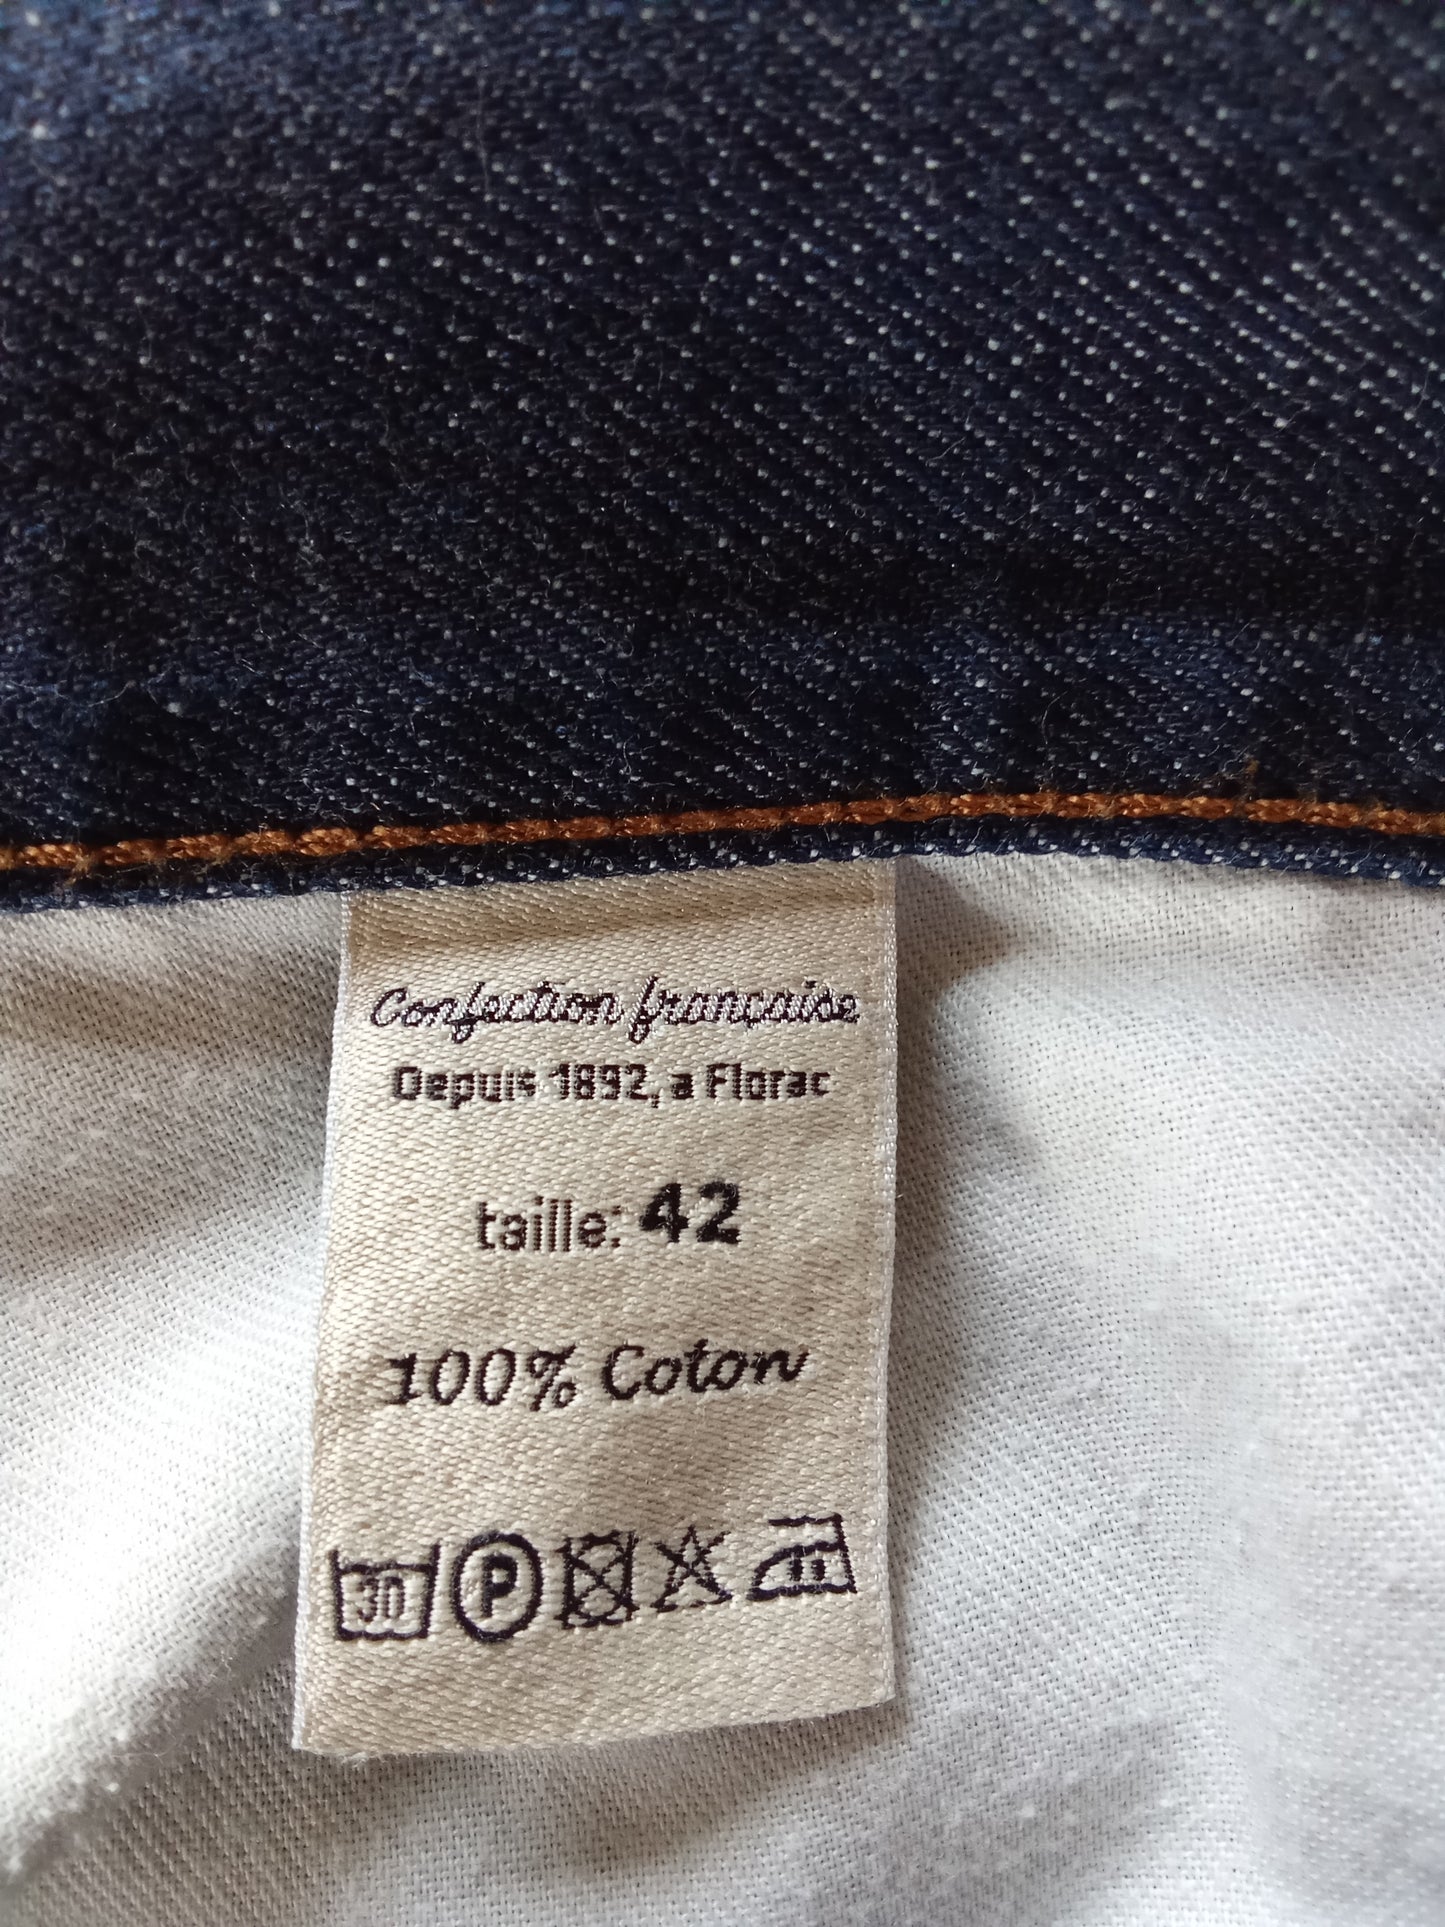 Confection française
Depuis 1892, a Florac
taille: 42
100% Coton
30 P